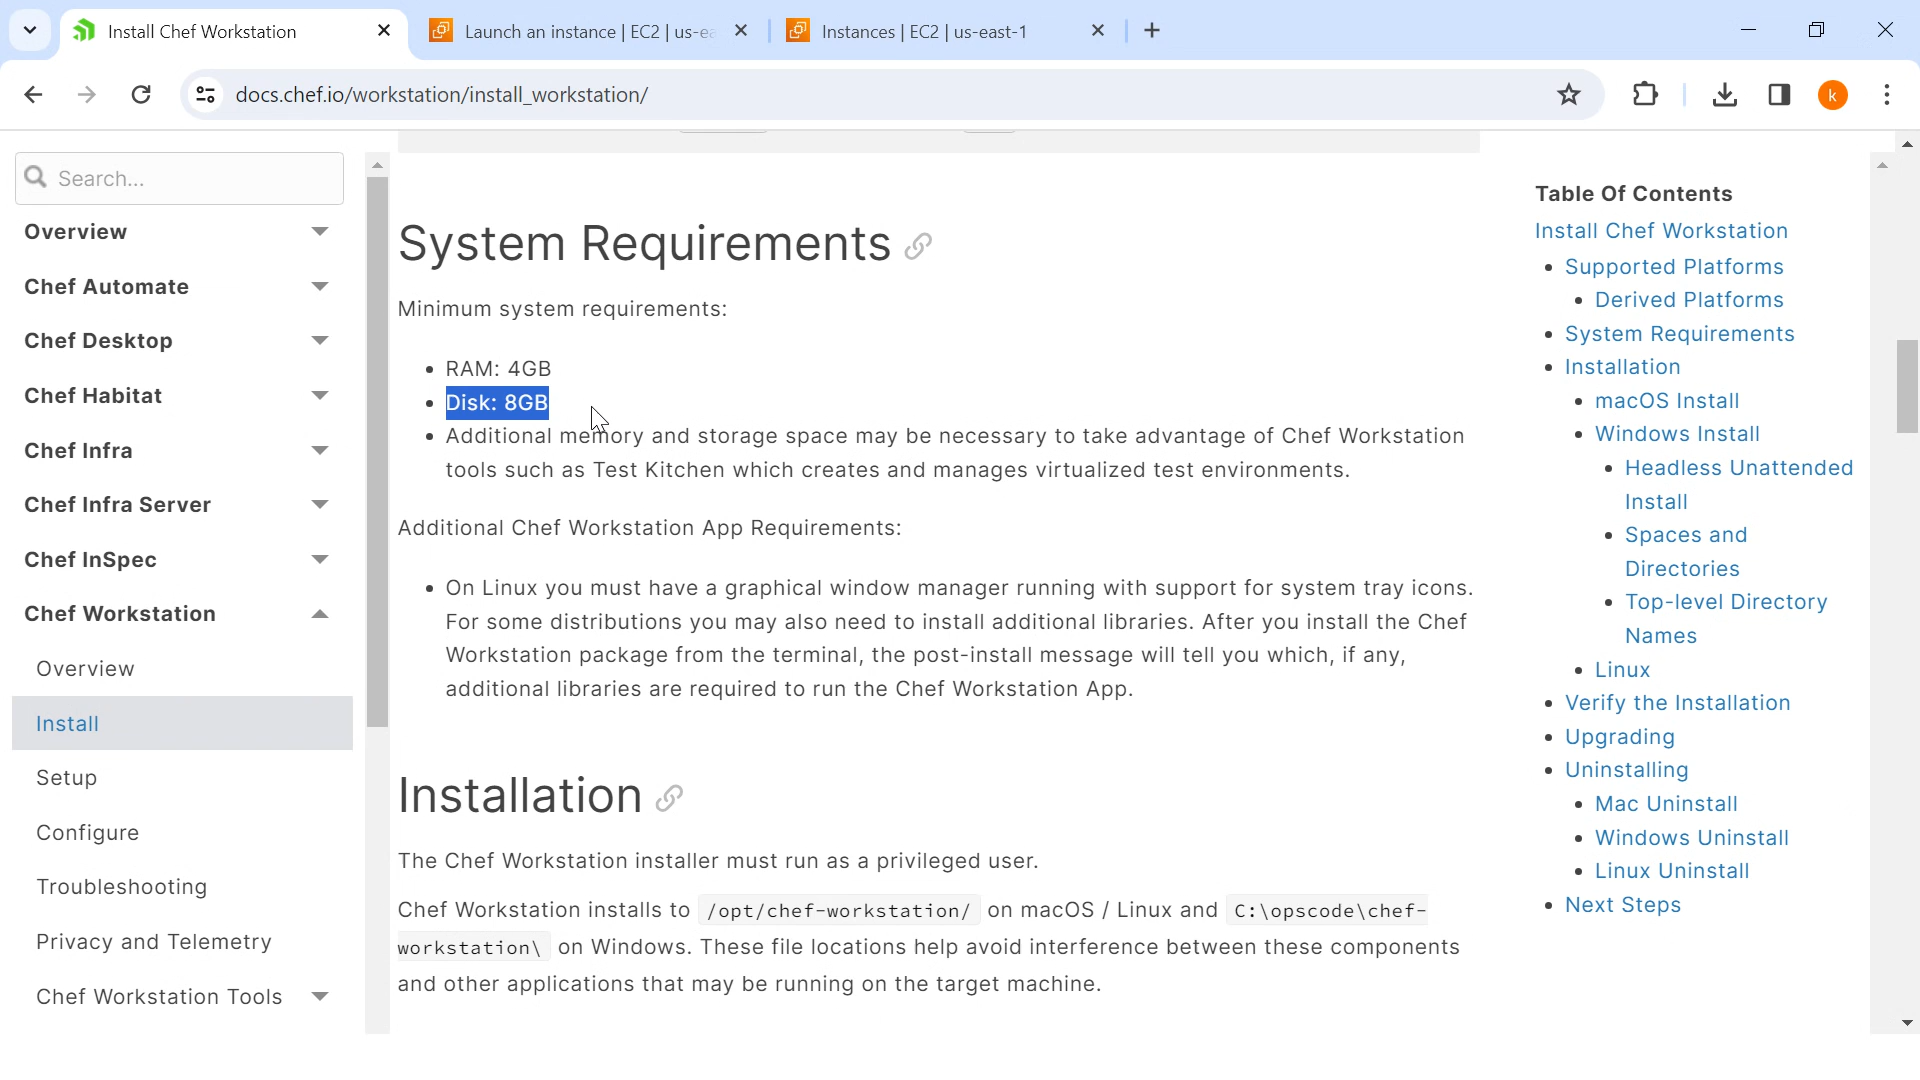 Install Chef Workstation
Launch an instance | EC2 | us-ea
Instances | EC2 | us-east-1
docs.chef.io/workstation/install_workstation/
k
Search...
Overview
Chef Automate
Chef Desktop
Chef Habitat
Chef Infra
Chef Infra Server
Chef InSpec
Chef Workstation
Overview
Install
Setup
Configure
Troubleshooting
Privacy and Telemetry
Chef Workstation Tools
System Requirements
Minimum system requirements:
RAM: 4GB
Disk: 8GB
Additional memory and storage space may be necessary to take advantage of Chef Workstation
tools such as Test Kitchen which creates and manages virtualized test environments.
Additional Chef Workstation App Requirements:
On Linux you must have a graphical window manager running with support for system tray icons.
For some distributions you may also need to install additional libraries. After you install the Chef
Workstation package from the terminal, the post-install message will tell you which, if any,
additional libraries are required to run the Chef Workstation App.
Installation
The Chef Workstation installer must run as a privileged user.
Chef Workstation installs to /opt/chef-workstation/ on macOS / Linux and C:\opscode\chef-
workstation\ on Windows. These file locations help avoid interference between these components
and other applications that may be running on the target machine.
Table Of Contents
Install Chef Workstation
Supported Platforms
Derived Platforms
System Requirements
Installation
macOS Install
Windows Install
Headless Unattended
Install
Spaces and
Directories
Top-level Directory
Names
Linux
Verify the Installation
Upgrading
Uninstalling
Mac Uninstall
Windows Uninstall
Linux Uninstall
Next Steps